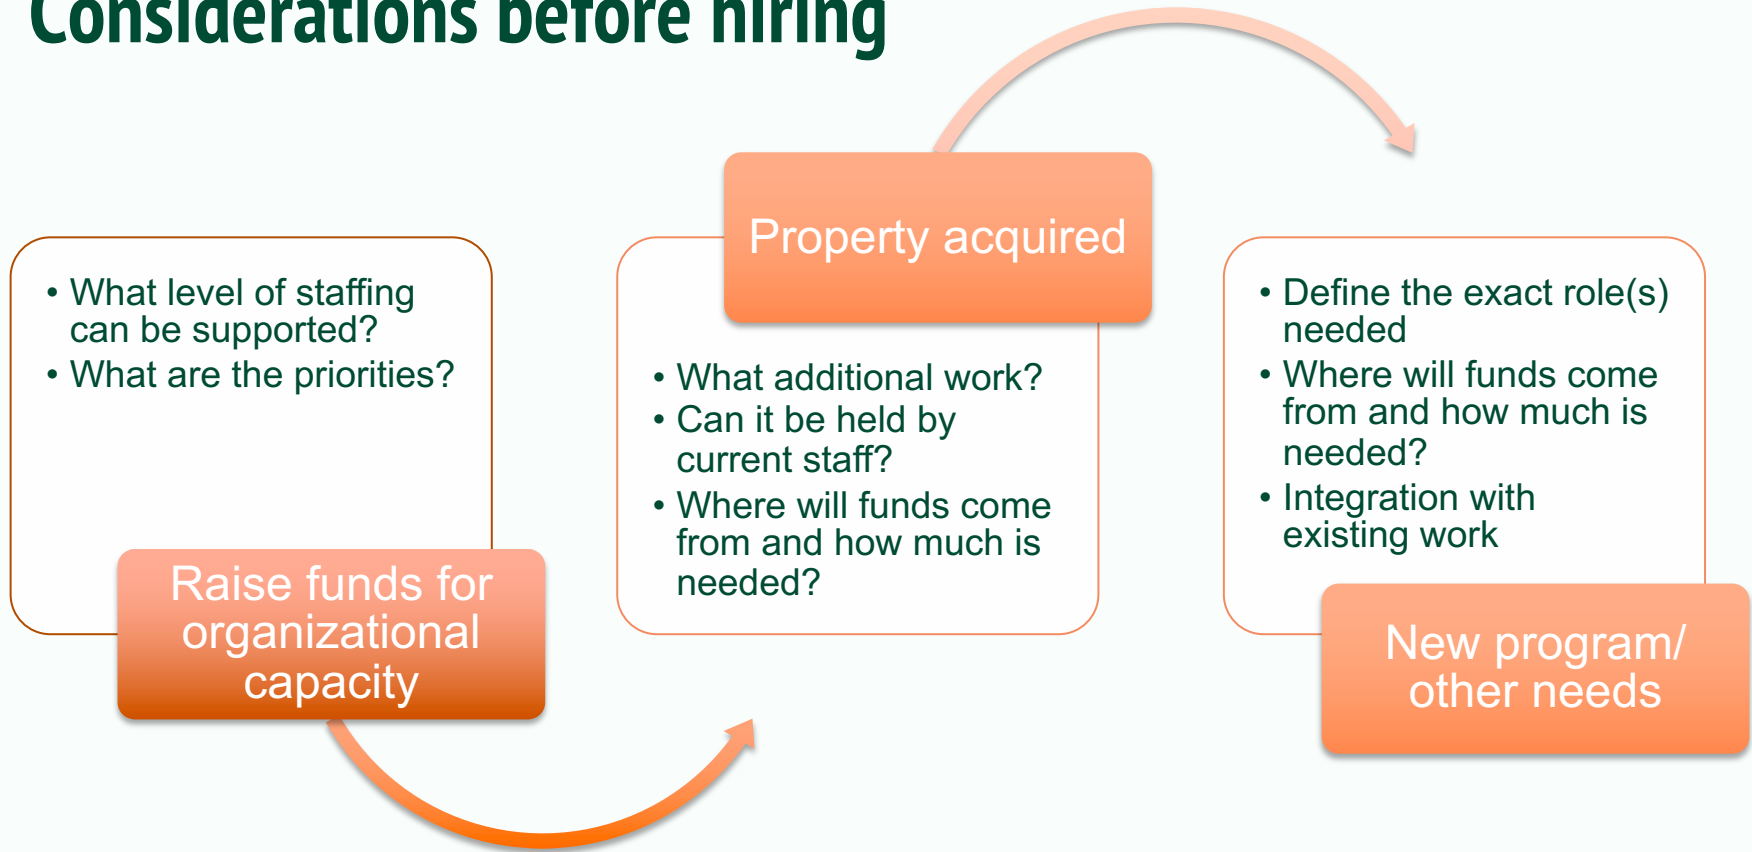 Considerations before hiring
• What level of staffing
can be supported?
• What are the priorities?
Raise funds for
organizational
capacity
Property acquired
• What additional work?
• Can it be held by
current staff?
• Where will funds come
from and how much is
needed?
• Define the exact role(s)
needed
• Where will funds come
from and how much is
needed?
• Integration with
existing work
New program/
other needs